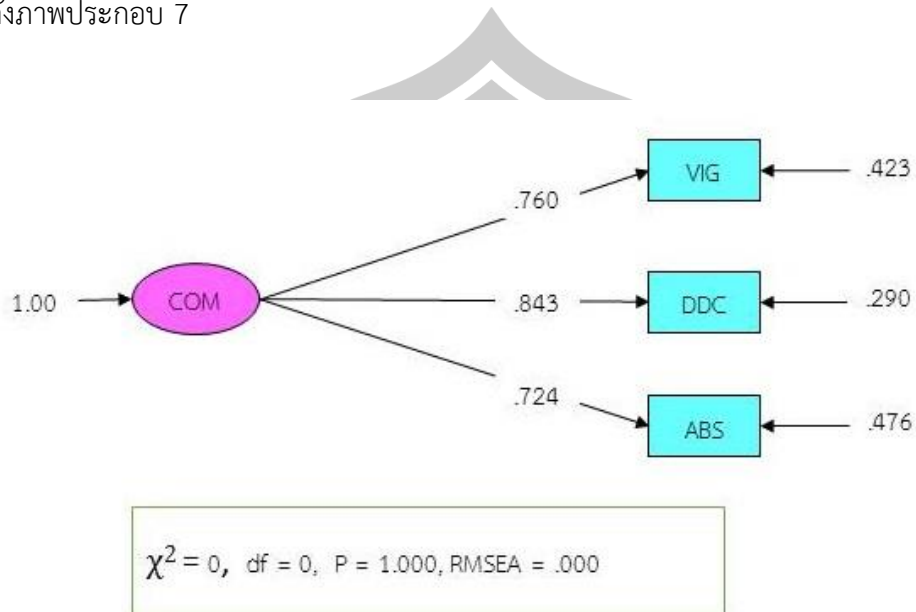 ดังภาพประกอบ 7
VIG
.423
.760
1.00
COM
.843
DDC
.290
.724
ABS
.476
χ² = 0, df = 0, P = 1.000, RMSEA = .000